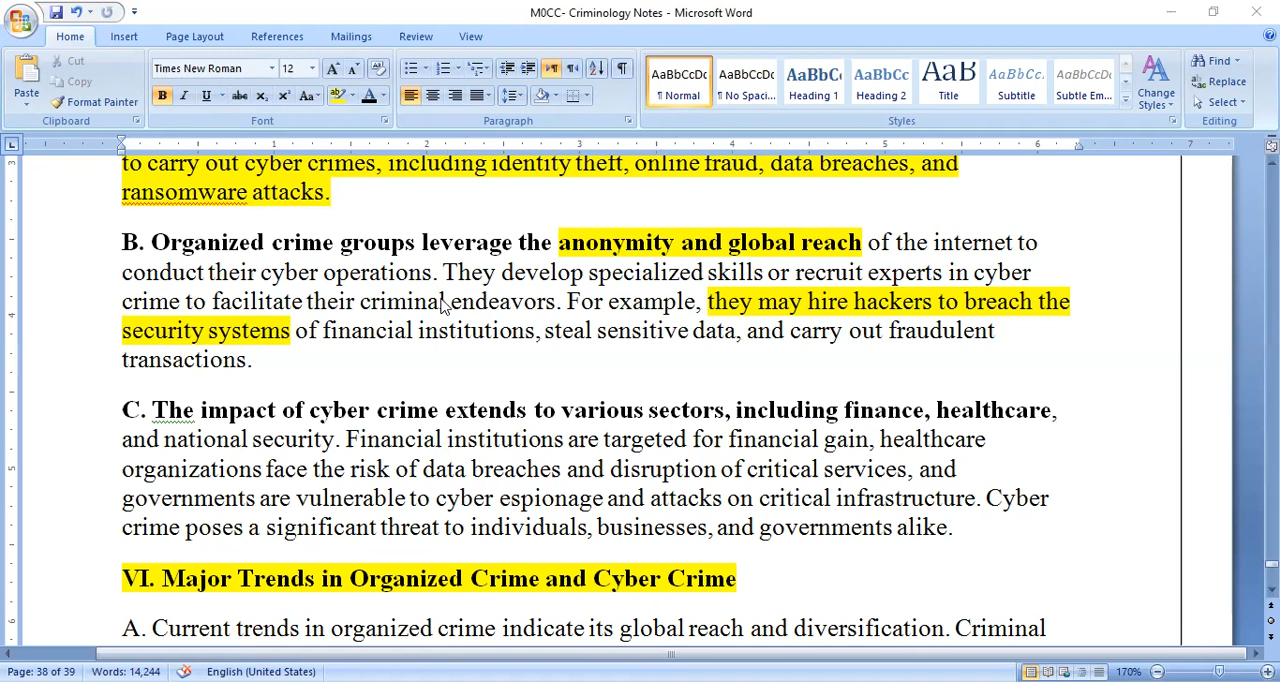 M0CC- Criminology Notes - Microsoft Word
Home Insert Page Layout References Mailings Review View
Paste
Cut
Copy
Format Painter
Clipboard
Times New Roman 12
Font
Paragraph
AaBbCcDc AaBbCcDc AaBbC AaBbCc AaB AaBbCc. AaBbCcDc
¶ Normal ¶ No Spaci... Heading 1 Heading 2 Title Subtitle Subtle Em...
Change
Styles
Styles
Find
Replace
Select
Editing
1 2 3 4 5 6 7
to carry out cyber crimes, including identity theft, online fraud, data breaches, and
ransomware attacks.
B. Organized crime groups leverage the anonymity and global reach of the internet to
conduct their cyber operations. They develop specialized skills or recruit experts in cyber
crime to facilitate their criminal endeavors. For example, they may hire hackers to breach the
security systems of financial institutions, steal sensitive data, and carry out fraudulent
transactions.
C. The impact of cyber crime extends to various sectors, including finance, healthcare,
and national security. Financial institutions are targeted for financial gain, healthcare
organizations face the risk of data breaches and disruption of critical services, and
governments are vulnerable to cyber espionage and attacks on critical infrastructure. Cyber
crime poses a significant threat to individuals, businesses, and governments alike.
VI. Major Trends in Organized Crime and Cyber Crime
A. Current trends in organized crime indicate its global reach and diversification. Criminal
Page: 38 of 39 Words: 14,244 English (United States) 170%